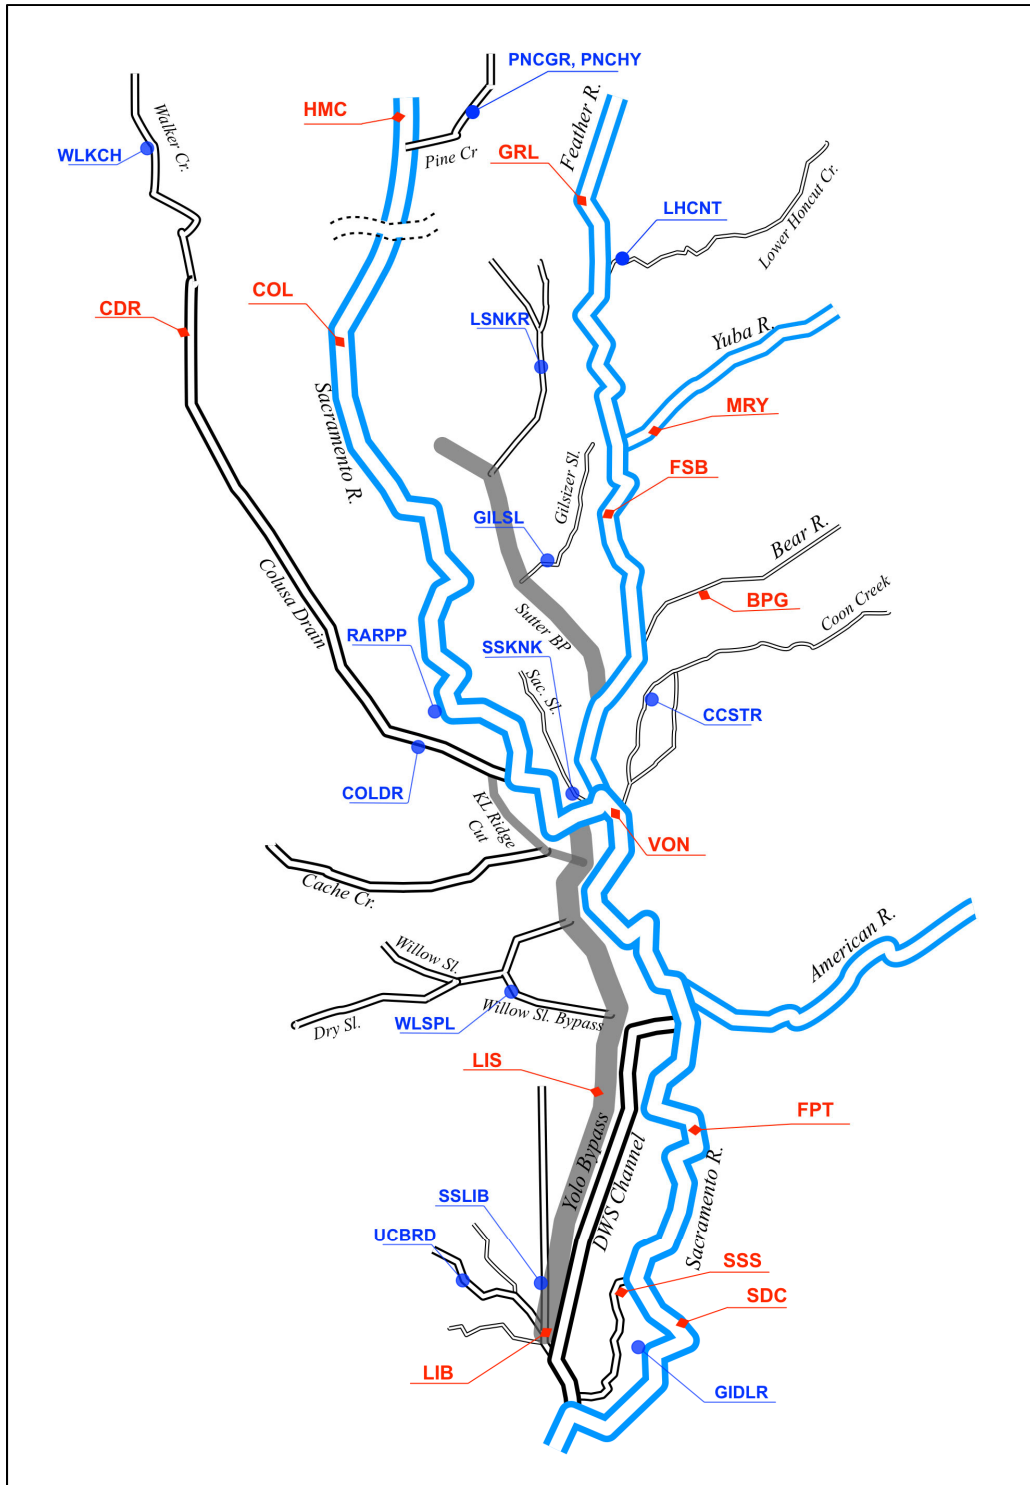 PNCGR, PNCHY
HMC
Walker Cr.
WLKCH
Pine Cr
Feather R.
GRL
LHCNT
Lower Honcut Cr.
CDR
COL
LSNKR
Yuba R.
Sacramento R.
MRY
FSB
Gilsizer Sl.
GILSL
Bear R.
BPG
Coon Creek
Colusa Drain
Sutter BP
RARPP
SSKNK
Sac. Sl.
CCSTR
COLDR
KL Ridge
Cut
VON
Cache Cr.
American R.
Willow Sl.
Dry Sl.
WLSPL
Willow Sl. Bypass
LIS
FPT
Yolo Bypass
DWS Channel
Sacramento R.
SSLIB
UCBRD
SSS
SDC
LIB
GIDLR